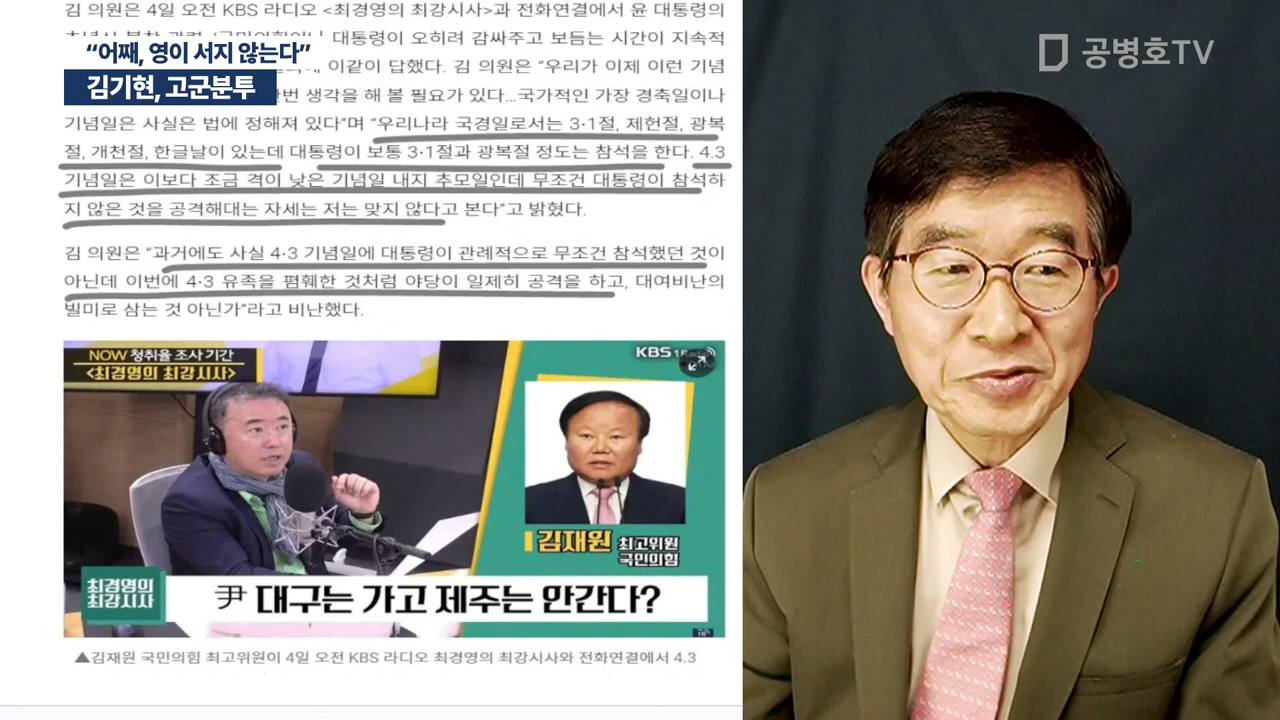 김 의원은 4일 오전 KBS 라디오 <최경영의 최강시사>과 전화연결에서 윤 대통령의
대통령이 오히려 감싸주고 보듬는 시간이 지속적
“어째, 영이 서지 않는다”
이같이 답했다. 김 의원은 “우리가 이제 이런 기념
김기현, 고군분투
한번 생각을 해 볼 필요가 있다...국가적인 가장 경축일이나
기념일은 사실은 법에 정해져 있다”며 “우리나라 국경일로서는 3·1절, 제헌절, 광복
절, 개천절, 한글날이 있는데 대통령이 보통 3·1절과 광복절 정도는 참석을 한다. 4.3
기념일은 이보다 조금 격이 낮은 기념일 내지 추모일인데 무조건 대통령이 참석하
지 않은 것을 공격해대는 자세는 저는 맞지 않다고 본다”고 밝혔다.
김 의원은 “과거에도 사실 4·3 기념일에 대통령이 관례적으로 무조건 참석했던 것이
아닌데 이번에 4·3 유족을 폄훼한 것처럼 야당이 일제히 공격을 하고, 대여비난의
빌미로 삼는 것 아닌가”라고 비난했다.
NOW 청취율 조사 기간
<최경영의 최강시사>
KBS 1Radio
김재원 최고위원
국민의힘
최경영의
최강시사
尹 대구는 가고 제주는 안간다?
▲김재원 국민의힘 최고위원이 4일 오전 KBS 라디오 최경영의 최강시사와 전화연결에서 4.3
공병호TV